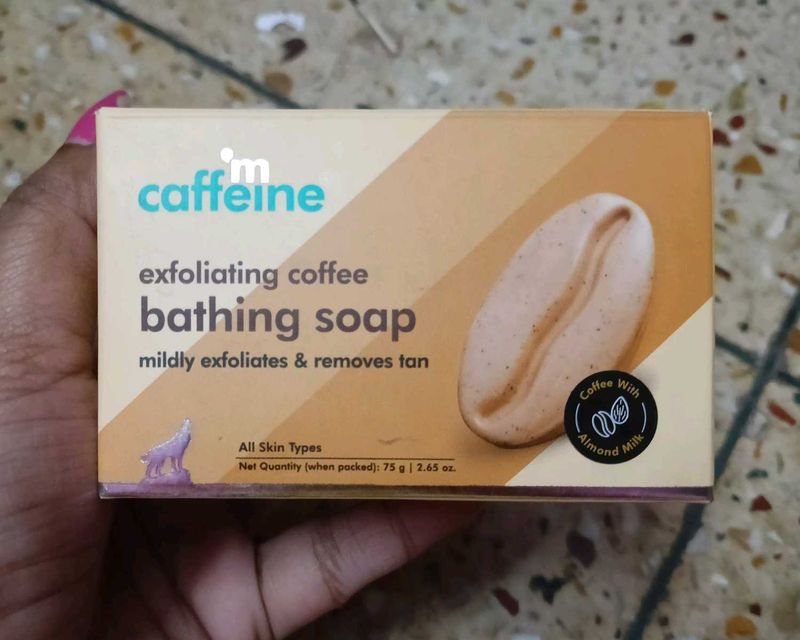 'm
caffeine
exfoliating coffee
bathing soap
mildly exfoliates & removes tan
Coffee With
Almond Milk
All Skin Types
Net Quantity (when packed): 75 g | 2.65 oz.